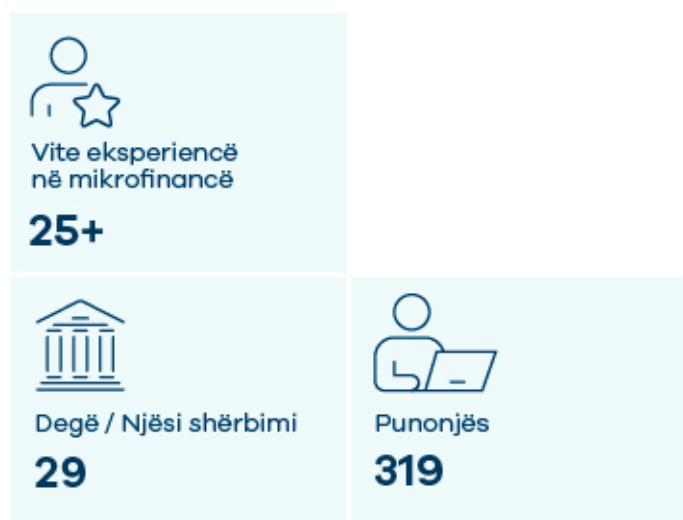 Vite eksperiencë
në mikrofinancë
25+
Degë / Njësi shërbimi
29
Punonjës
319